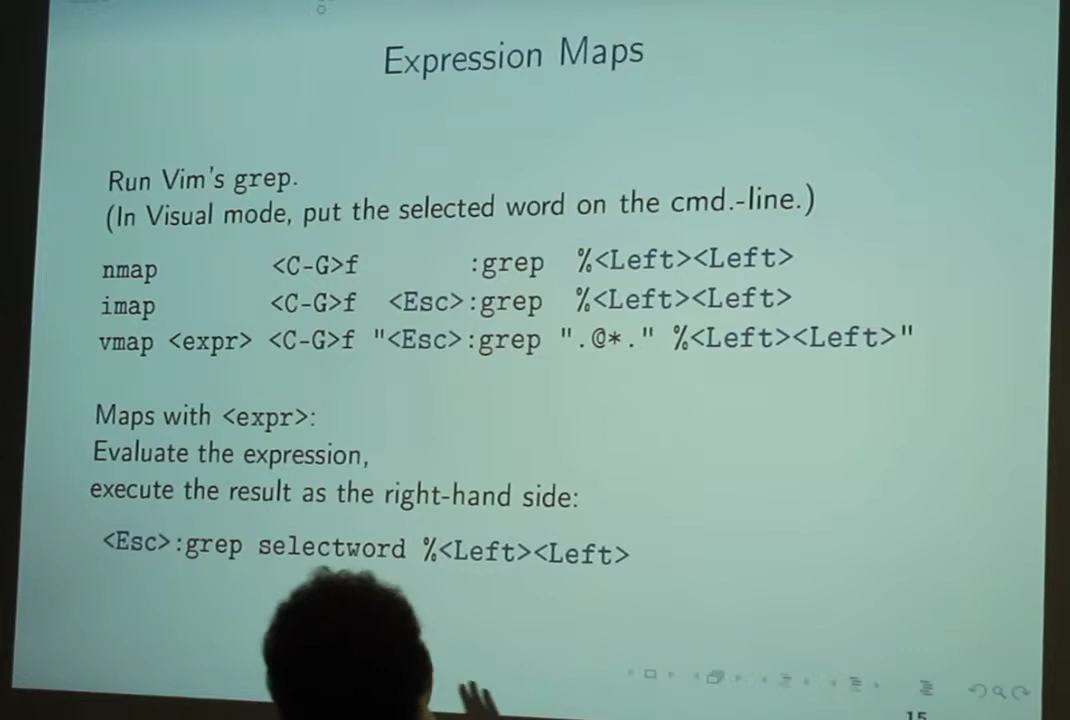 Expression Maps
Run Vim's grep.
(In Visual mode, put the selected word on the cmd.-line.)
nmap <C-G>f :grep %<Left><Left>
imap <C-G>f <Esc>:grep %<Left><Left>
vmap <expr> <C-G>f "<Esc>:grep ".@*." %<Left><Left>"
Maps with <expr>:
Evaluate the expression,
execute the result as the right-hand side:
<Esc>:grep selectword %<Left><Left>
15